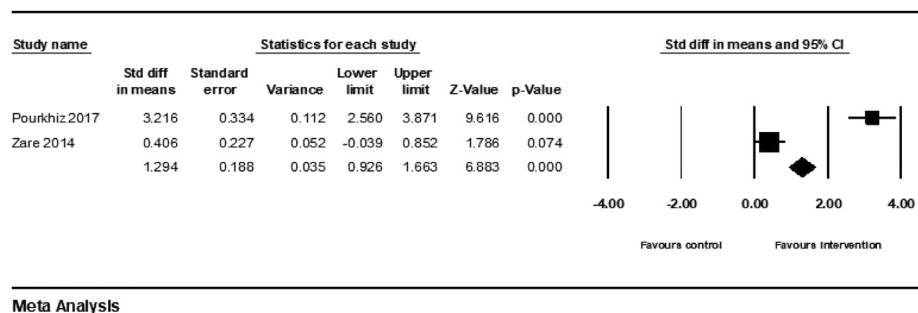 Study name Statistics for each study Std diff in means and 95% CI
Std diff in means Standard error Variance Lower limit Upper limit Z-Value p-Value
Pourkhiz 2017 3.216 0.334 0.112 2.560 3.871 9.616 0.000
Zare 2014 0.406 0.227 0.052 -0.039 0.852 1.786 0.074
1.294 0.188 0.035 0.926 1.663 6.883 0.000
-4.00 -2.00 0.00 2.00 4.00
Favours control Favours intervention
Meta Analysis